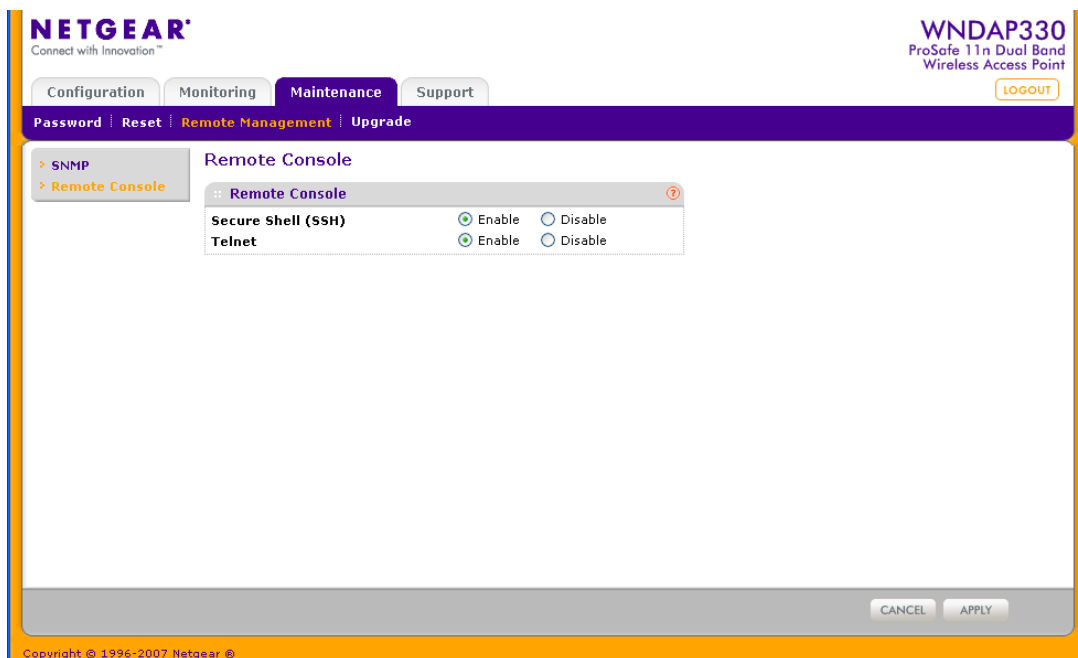 NETGEAR®
Connect with Innovation™
WNDAP330
ProSafe 11n Dual Band
Wireless Access Point
Configuration Monitoring Maintenance Support
LOGOUT
Password Reset Remote Management Upgrade
SNMP
Remote Console
Remote Console
Remote Console ?
Secure Shell (SSH) Enable Disable
Telnet Enable Disable
CANCEL APPLY
Copyright © 1996-2007 Netgear ®